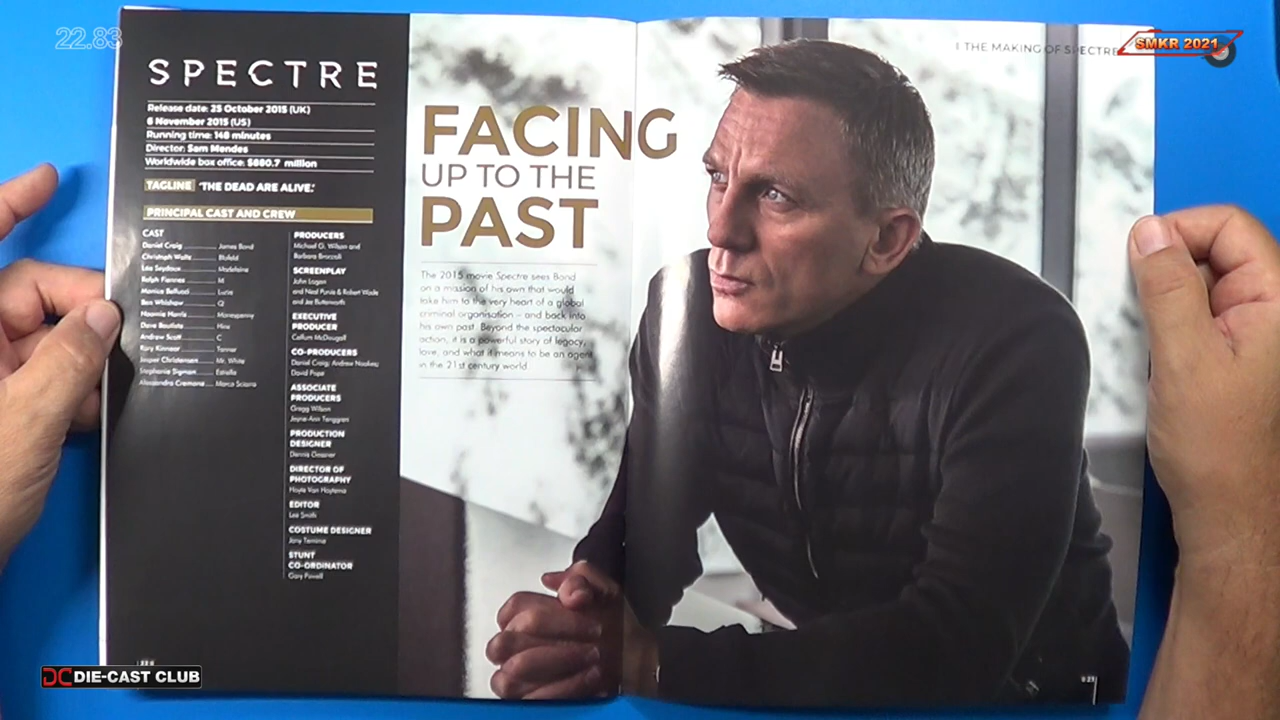 22.83
SMKR 2021
SPECTRE
Release date: 25 October 2015 (UK)
6 November 2015 (US)
Running time: 148 minutes
Director: Sam Mendes
Worldwide box office: $880.7 million
TAGLINE 'THE DEAD ARE ALIVE.'
PRINCIPAL CAST AND CREW
CAST
Daniel Craig James Bond
Christoph Waltz Blofeld
Léa Seydoux Madeleine
Ralph Fiennes M
Monica Bellucci Lucia
Ben Whishaw Q
Naomie Harris Moneypenny
Dave Bautista Hinx
Andrew Scott C
Rory Kinnear Tanner
Jesper Christensen Mr. White
Stephanie Sigman Estrella
Alessandro Cremona Marco Sciarra
PRODUCERS
Michael G. Wilson and
Barbara Broccoli
SCREENPLAY
John Logan
and Neal Purvis & Robert Wade
and Jez Butterworth
EXECUTIVE
PRODUCER
Callum McDougall
CO-PRODUCERS
Daniel Craig; Andrew Noakes;
David Pope
ASSOCIATE
PRODUCERS
Gregg Wilson
PRODUCTION
DESIGNER
Dennis Gassner
DIRECTOR OF
PHOTOGRAPHY
Hoyte Van Hoytema
EDITOR
Lee Smith
COSTUME DESIGNER
Jany Temime
STUNT
CO-ORDINATOR
Gary Powell
FACING
UP TO THE
PAST
The 2015 movie Spectre sees Bond
on a mission of his own that would
take him to the very heart of a global
criminal organisation – and back into
his own past. Beyond the spectacular
action, it is a powerful story of legacy,
love, and what it means to be an agent
in the 21st century world.
THE MAKING OF SPECTRE
DC DIE-CAST CLUB